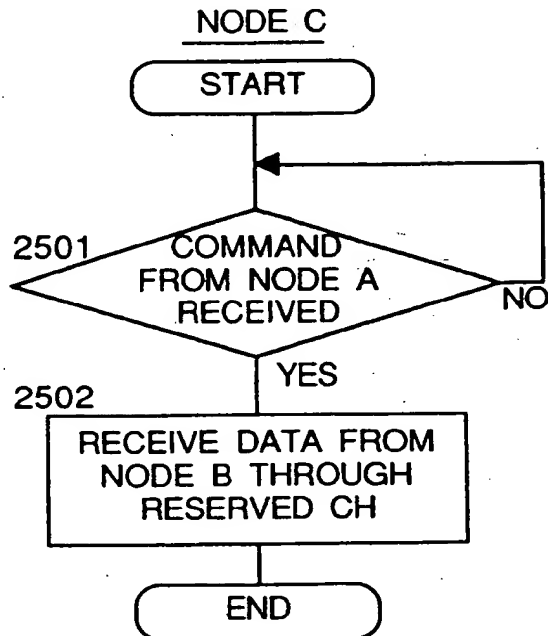 NODE C
START
2501
COMMAND
FROM NODE A
RECEIVED
NO
YES
2502
RECEIVE DATA FROM
NODE B THROUGH
RESERVED CH
END